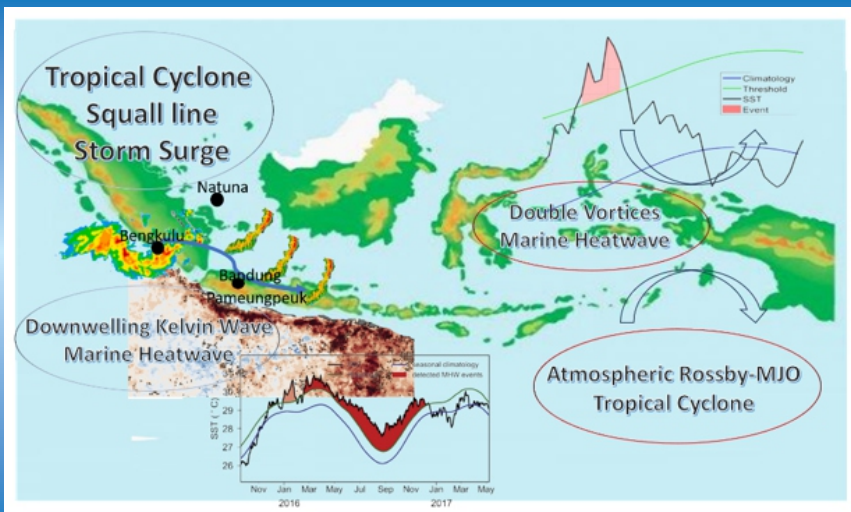 Tropical Cyclone
Squall line
Storm Surge
Natuna
Bengkulu
Bandung
Pameungpeuk
Downwelling Kelvin Wave
Marine Heatwave
Climatology
Threshold
SST
Event
Double Vortices
Marine Heatwave
Atmospheric Rossby-MJO
Tropical Cyclone
seasonal climatology
detected MHW events
SST (°C)
30
29
28
27
26
Nov Jan Mar May Jul Sep Nov Jan Mar May
2016 2017